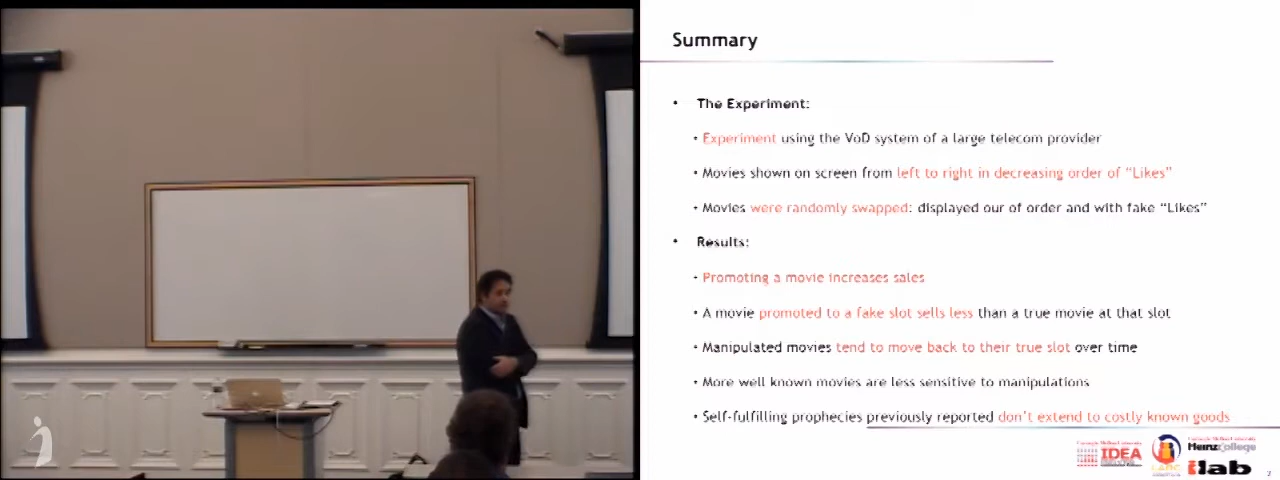 Summary
• The Experiment:
• Experiment using the VoD system of a large telecom provider
• Movies shown on screen from left to right in decreasing order of “Likes”
• Movies were randomly swapped: displayed our of order and with fake “Likes”
• Results:
• Promoting a movie increases sales
• A movie promoted to a fake slot sells less than a true movie at that slot
• Manipulated movies tend to move back to their true slot over time
• More well known movies are less sensitive to manipulations
• Self-fulfilling prophecies previously reported don’t extend to costly known goods
Carnegie Mellon University
IDEA
Carnegie Mellon University
HeinzCollege
iLab